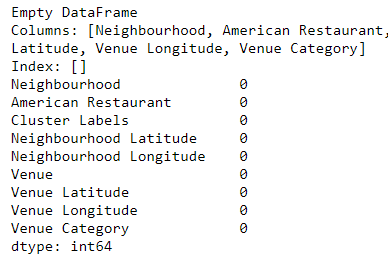 Empty DataFrame
Columns: [Neighbourhood, American Restaurant,
Latitude, Venue Longitude, Venue Category]
Index: []
Neighbourhood 0
American Restaurant 0
Cluster Labels 0
Neighbourhood Latitude 0
Neighbourhood Longitude 0
Venue 0
Venue Latitude 0
Venue Longitude 0
Venue Category 0
dtype: int64